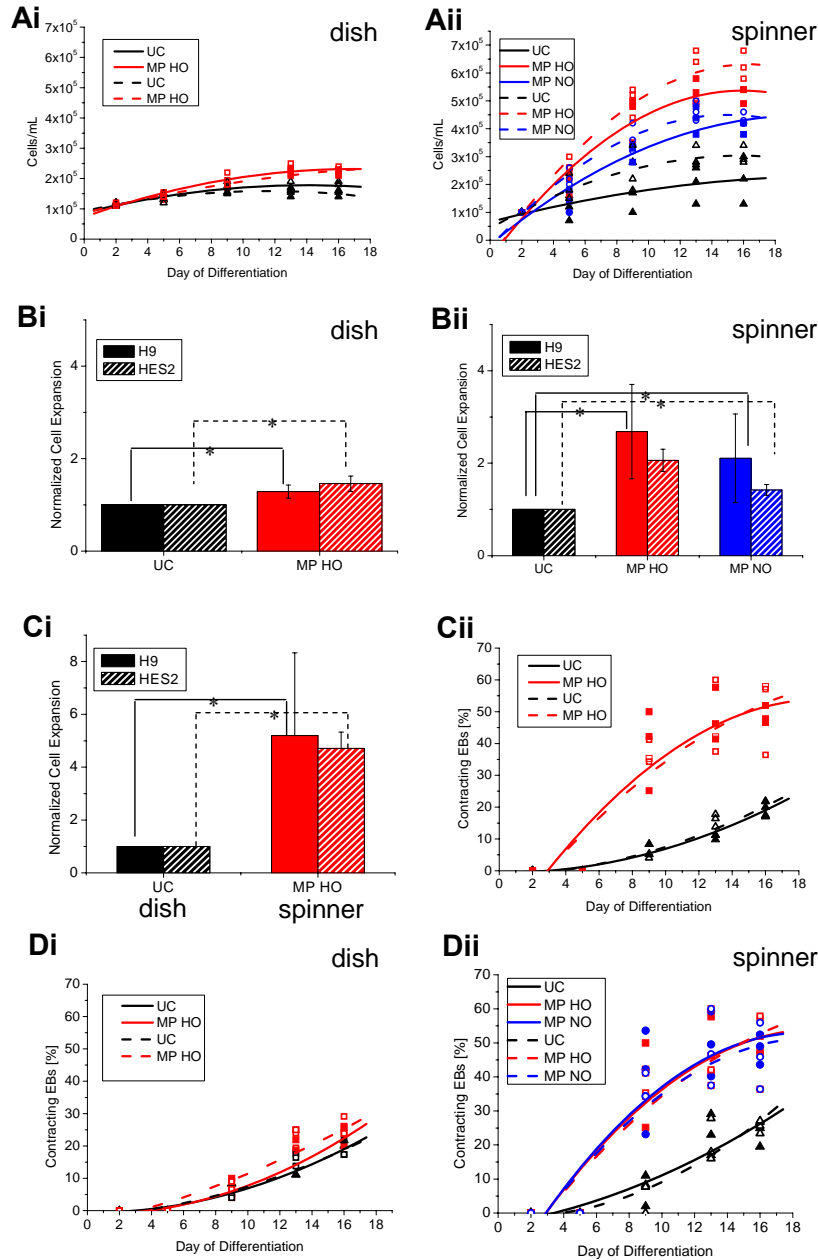 Ai
dish
7x10⁵
6x10⁵
5x10⁵
4x10⁵
3x10⁵
2x10⁵
1x10⁵
0
Cells/mL
UC
MP HO
UC
MP HO
0 2 4 6 8 10 12 14 16 18
Day of Differentiation
Aii
spinner
7x10⁵
6x10⁵
5x10⁵
4x10⁵
3x10⁵
2x10⁵
1x10⁵
0
Cells/mL
UC
MP HO
MP NO
UC
MP HO
MP NO
0 2 4 6 8 10 12 14 16 18
Day of Differentiation
Bi
dish
4
2
0
Normalized Cell Expansion
H9
HES2
*
*
UC MP HO
Bii
spinner
4
2
0
Normalized Cell Expansion
H9
HES2
*
*
*
*
UC MP HO MP NO
Ci
8
6
4
2
0
Normalized Cell Expansion
H9
HES2
*
*
UC MP HO
dish spinner
Cii
70
60
50
40
30
20
10
0
Contracting EBs [%]
UC
MP HO
UC
MP HO
0 2 4 6 8 10 12 14 16 18
Day of Differentiation
Di
dish
70
60
50
40
30
20
10
0
Contracting EBs [%]
UC
MP HO
UC
MP HO
0 2 4 6 8 10 12 14 16 18
Day of Differentiation
Dii
spinner
70
60
50
40
30
20
10
0
Contracting EBs [%]
UC
MP HO
MP NO
UC
MP HO
MP NO
0 2 4 6 8 10 12 14 16 18
Day of Differentiation